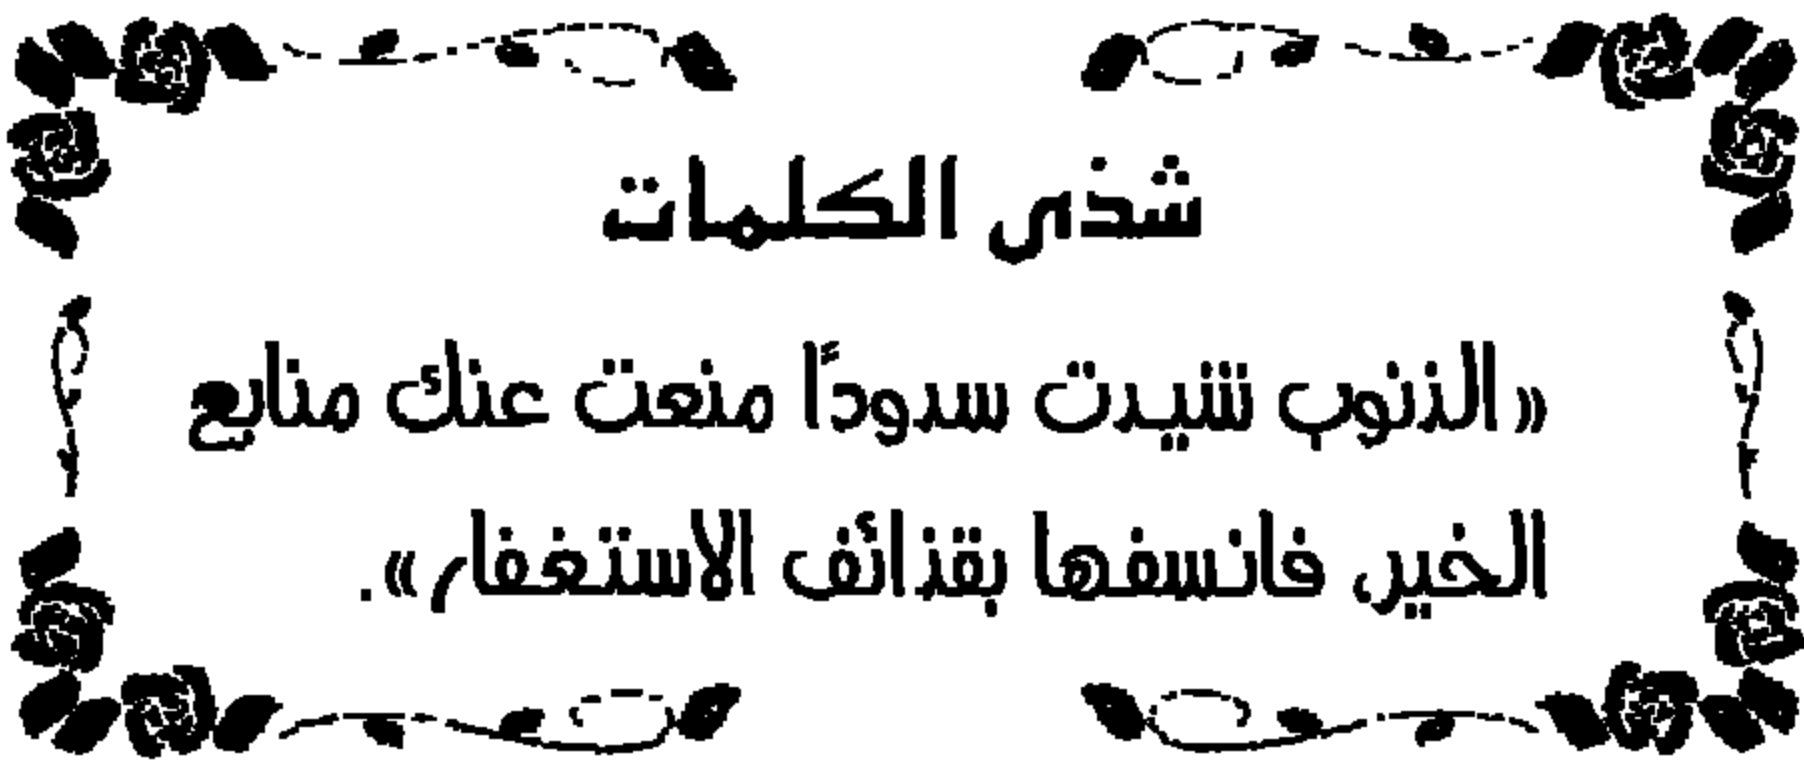 شذى الكلمات
«الذنوب شيدت سدودًا منعت عنك منابع
الخير، فانسفها بقذائف الاستغفار».